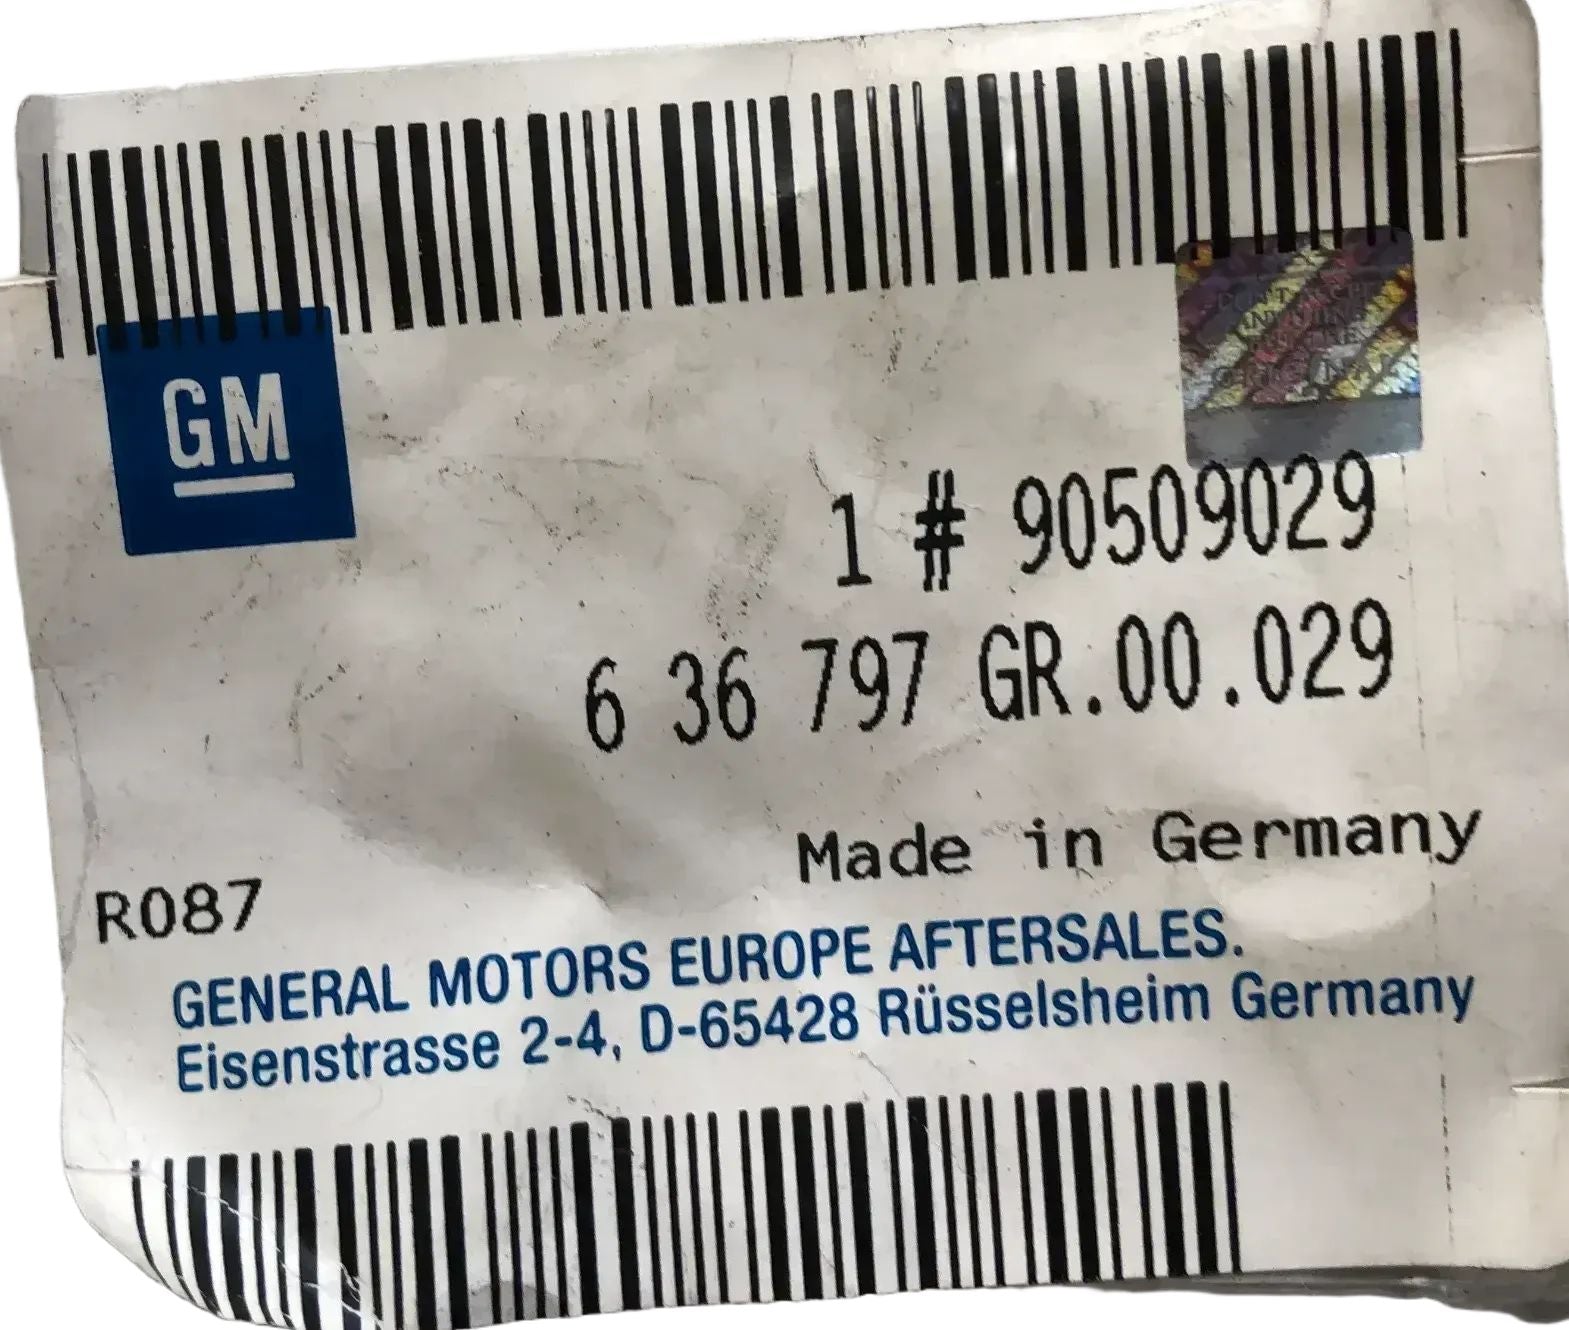 GM
1 # 90509029
6 36 797 GR.00.029
Made in Germany
R087
GENERAL MOTORS EUROPE AFTERSALES.
Eisenstrasse 2-4, D-65428 Rüsselsheim Germany